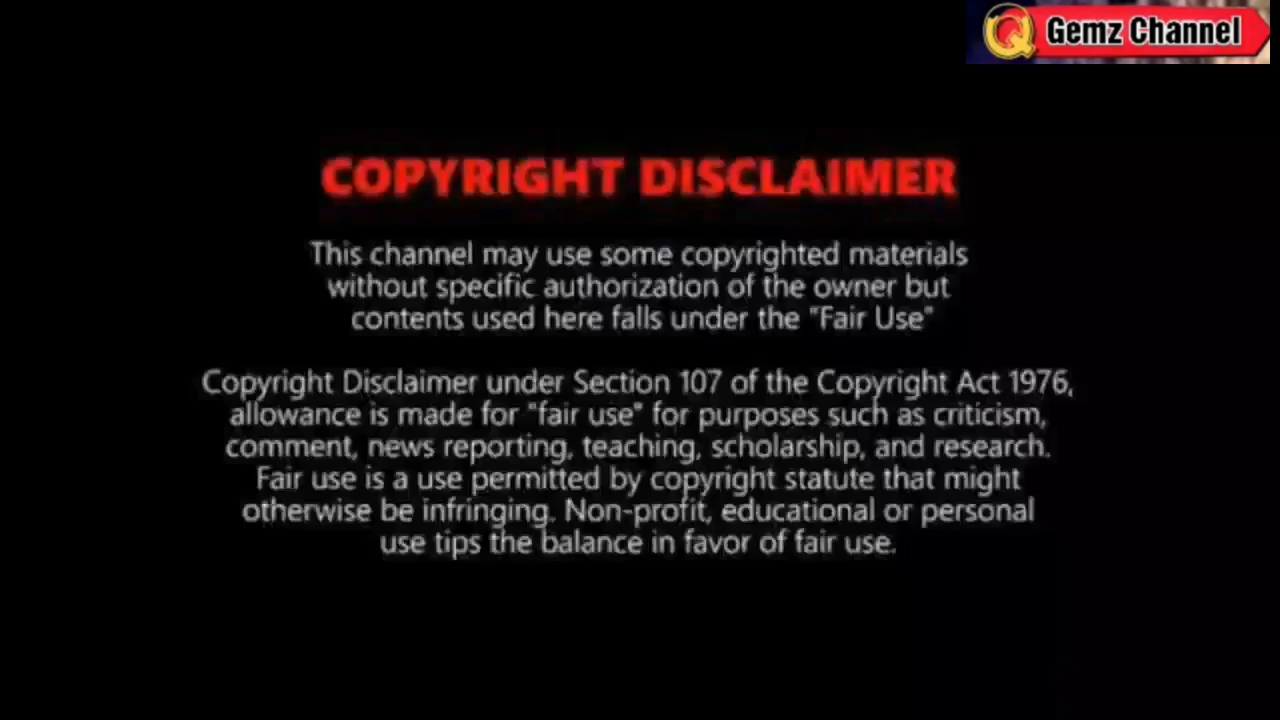 Gemz Channel
COPYRIGHT DISCLAIMER
This channel may use some copyrighted materials
without specific authorization of the owner but
contents used here falls under the "Fair Use"
Copyright Disclaimer under Section 107 of the Copyright Act 1976,
allowance is made for "fair use" for purposes such as criticism,
comment, news reporting, teaching, scholarship, and research.
Fair use is a use permitted by copyright statute that might
otherwise be infringing. Non-profit, educational or personal
use tips the balance in favor of fair use.